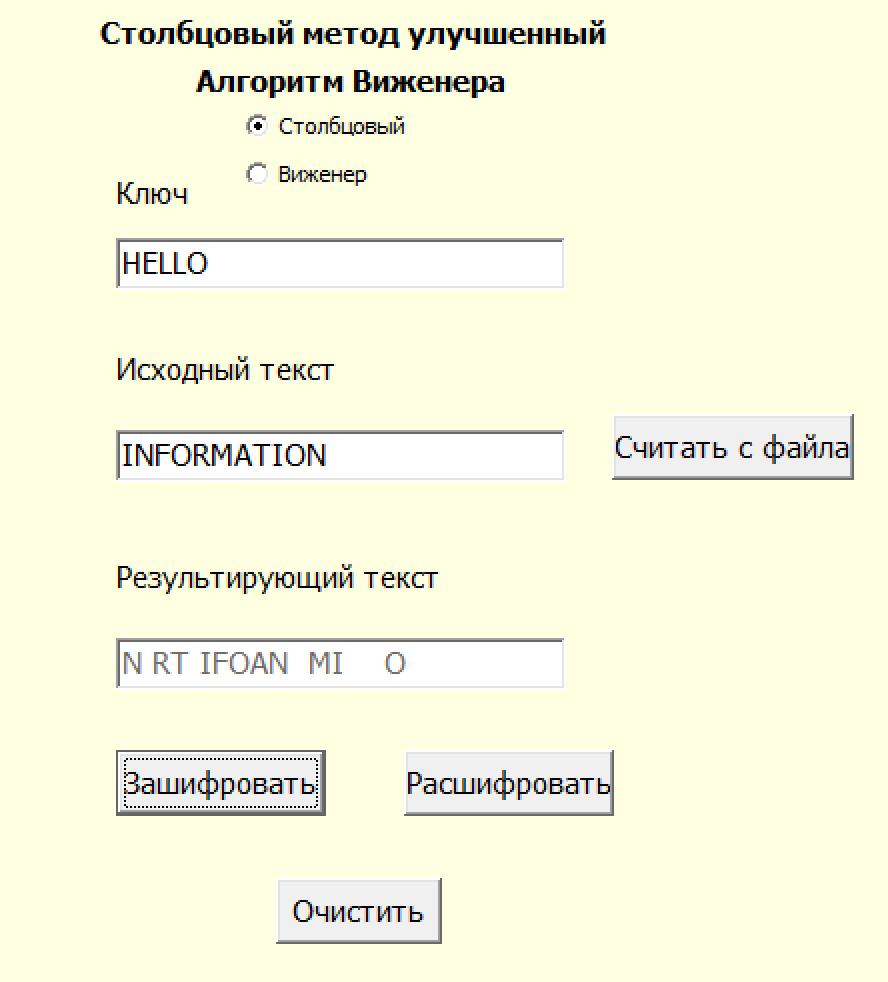 Столбцовый метод улучшенный
Алгоритм Виженера
Столбцовый
Виженер
Ключ
HELLO
Исходный текст
INFORMATION
Считать с файла
Результирующий текст
N RT IFOAN  MI     O
Зашифровать
Расшифровать
Очистить